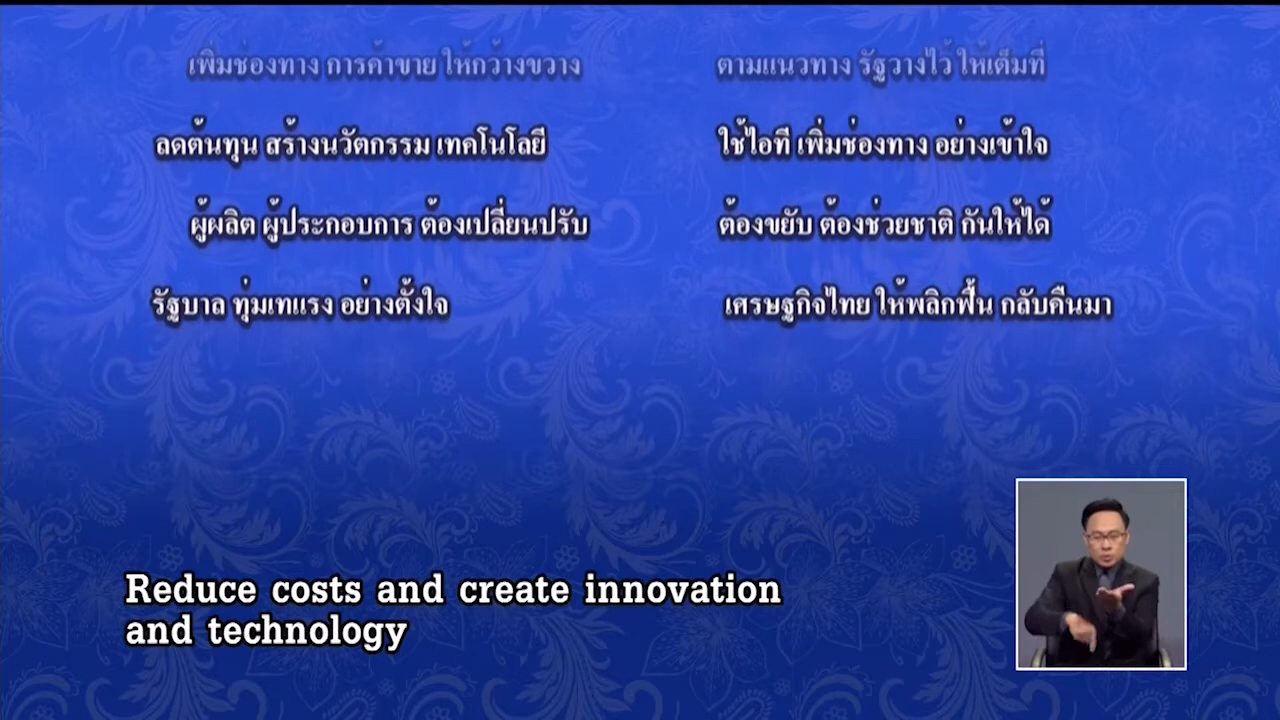 เพิ่มช่องทาง การค้าขาย ให้กว้างขวาง ตามแนวทาง รัฐวางไว้ ให้เต็มที่
ลดต้นทุน สร้างนวัตกรรม เทคโนโลยี ใช้ไอที เพิ่มช่องทาง อย่างเข้าใจ
ผู้ผลิต ผู้ประกอบการ ต้องเปลี่ยนปรับ ต้องขยับ ต้องช่วยชาติ กันให้ได้
รัฐบาล ทุ่มเทแรง อย่างตั้งใจ เศรษฐกิจไทย ให้พลิกฟื้น กลับคืนมา
Reduce costs and create innovation
and technology